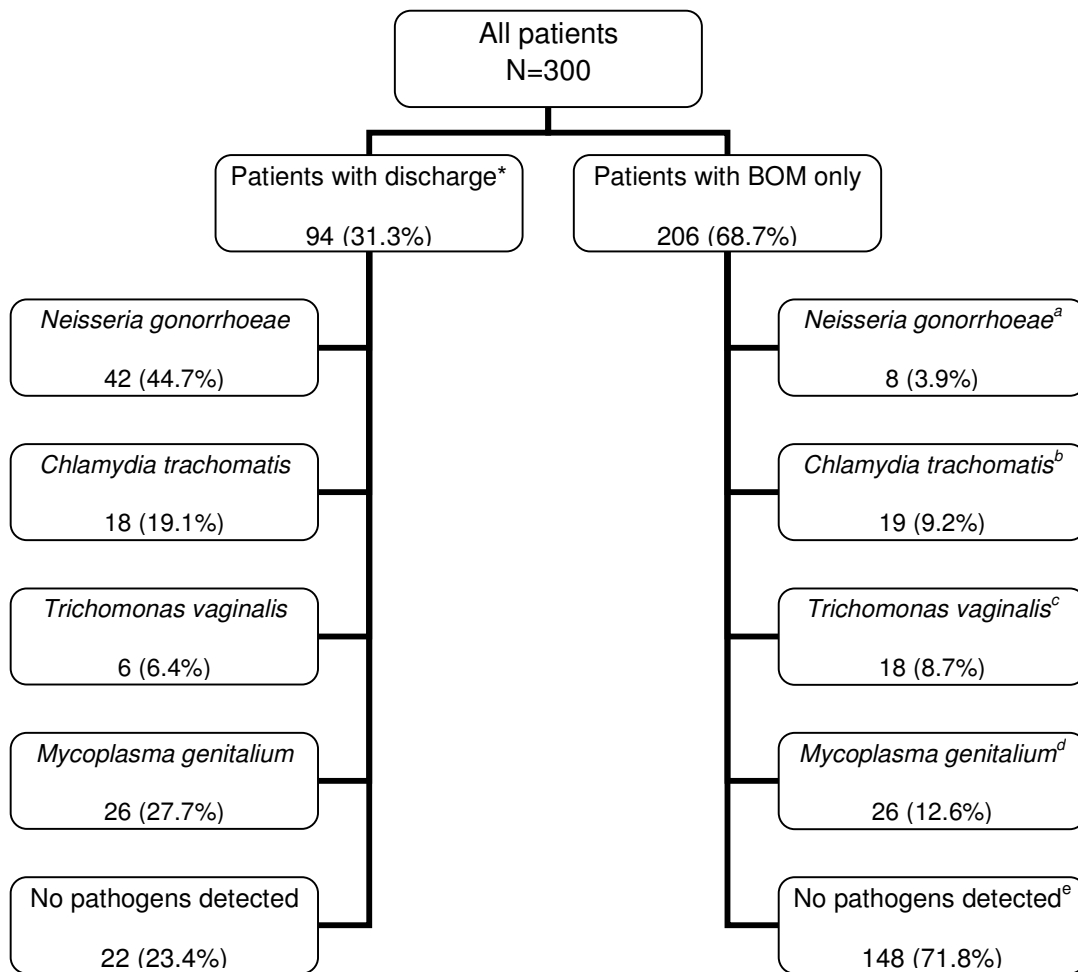 All patients
N=300
Patients with discharge*
94 (31.3%)
Patients with BOM only
206 (68.7%)
Neisseria gonorrhoeae
42 (44.7%)
Neisseria gonorrhoeae^a
8 (3.9%)
Chlamydia trachomatis
18 (19.1%)
Chlamydia trachomatis^b
19 (9.2%)
Trichomonas vaginalis
6 (6.4%)
Trichomonas vaginalis^c
18 (8.7%)
Mycoplasma genitalium
26 (27.7%)
Mycoplasma genitalium^d
26 (12.6%)
No pathogens detected
22 (23.4%)
No pathogens detected^e
148 (71.8%)